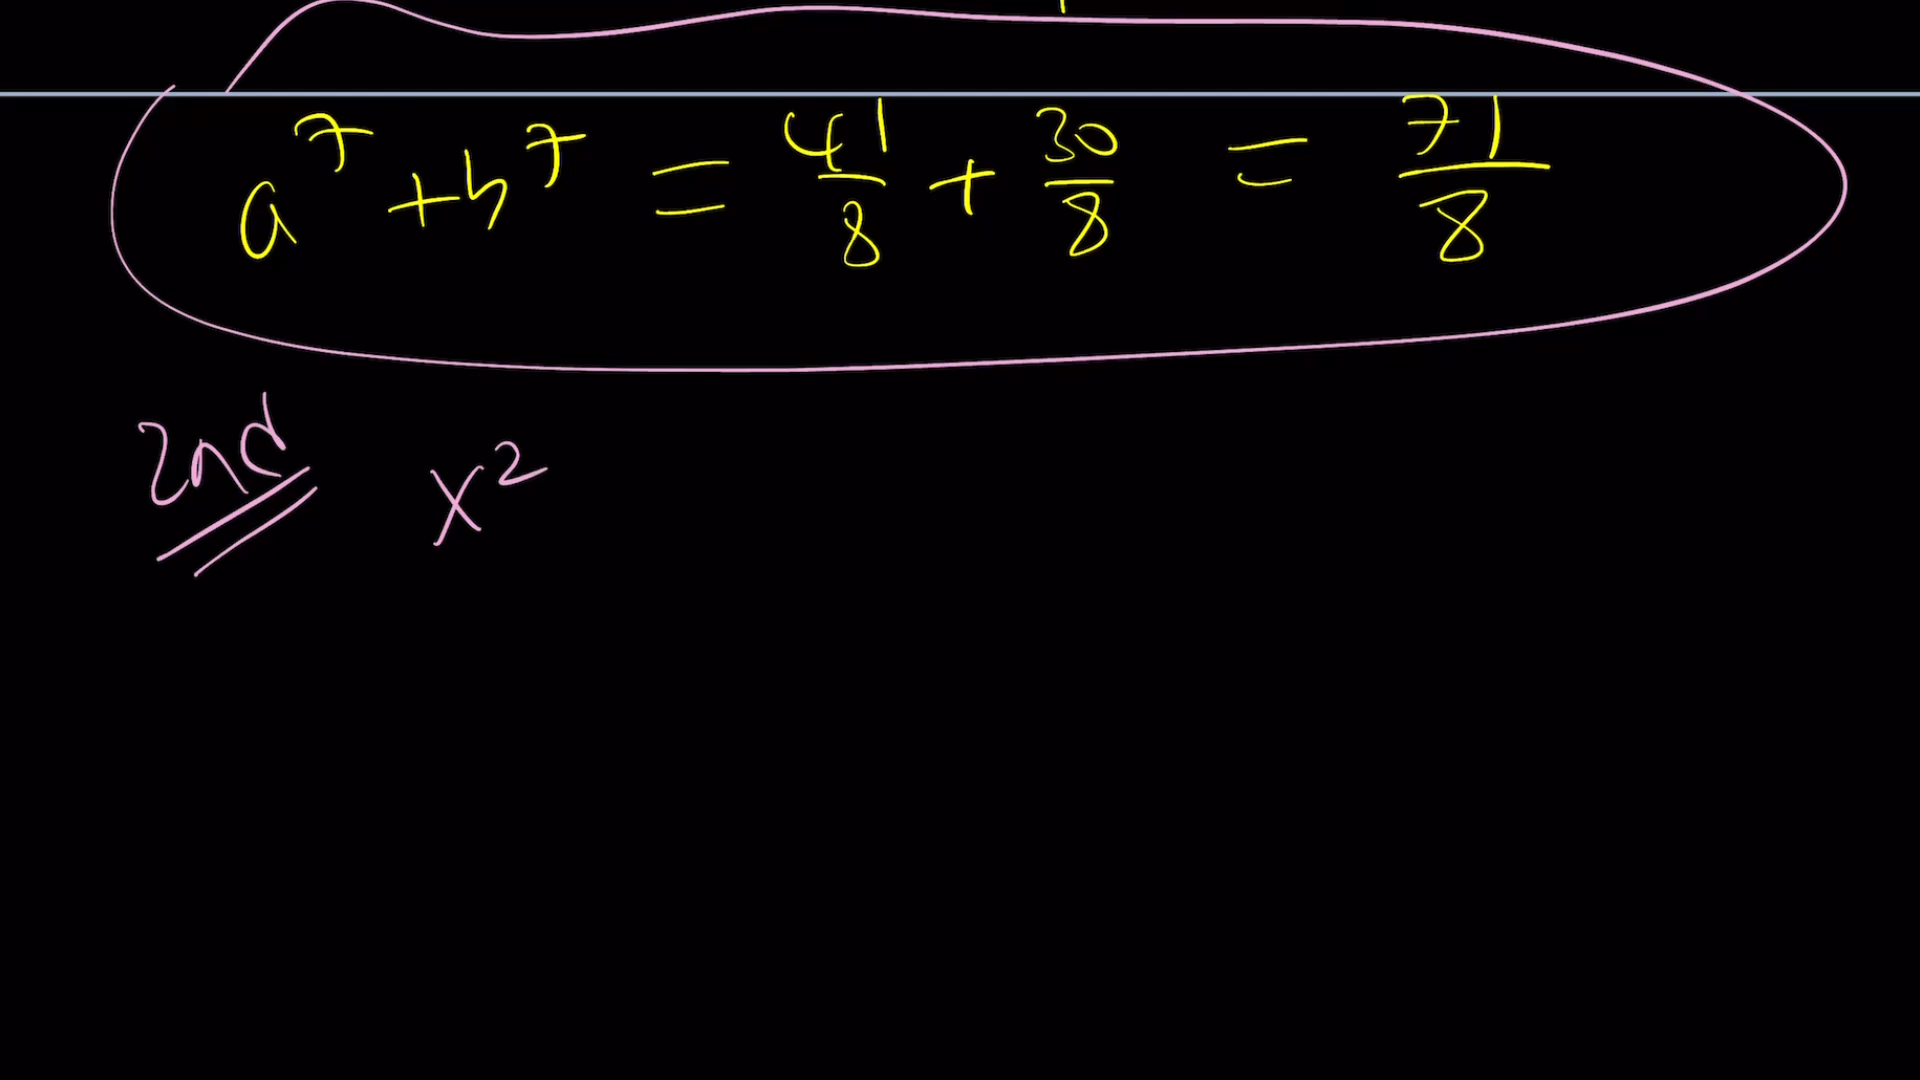 a⁷ + b⁷ = 41/8 + 30/8 = 71/8
2nd x²